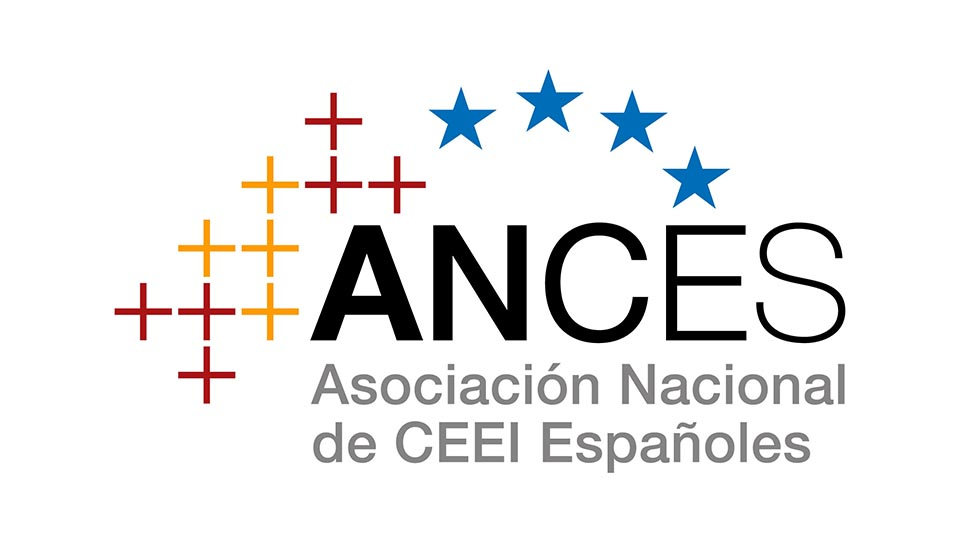 ANCES
Asociación Nacional
de CEEI Españoles